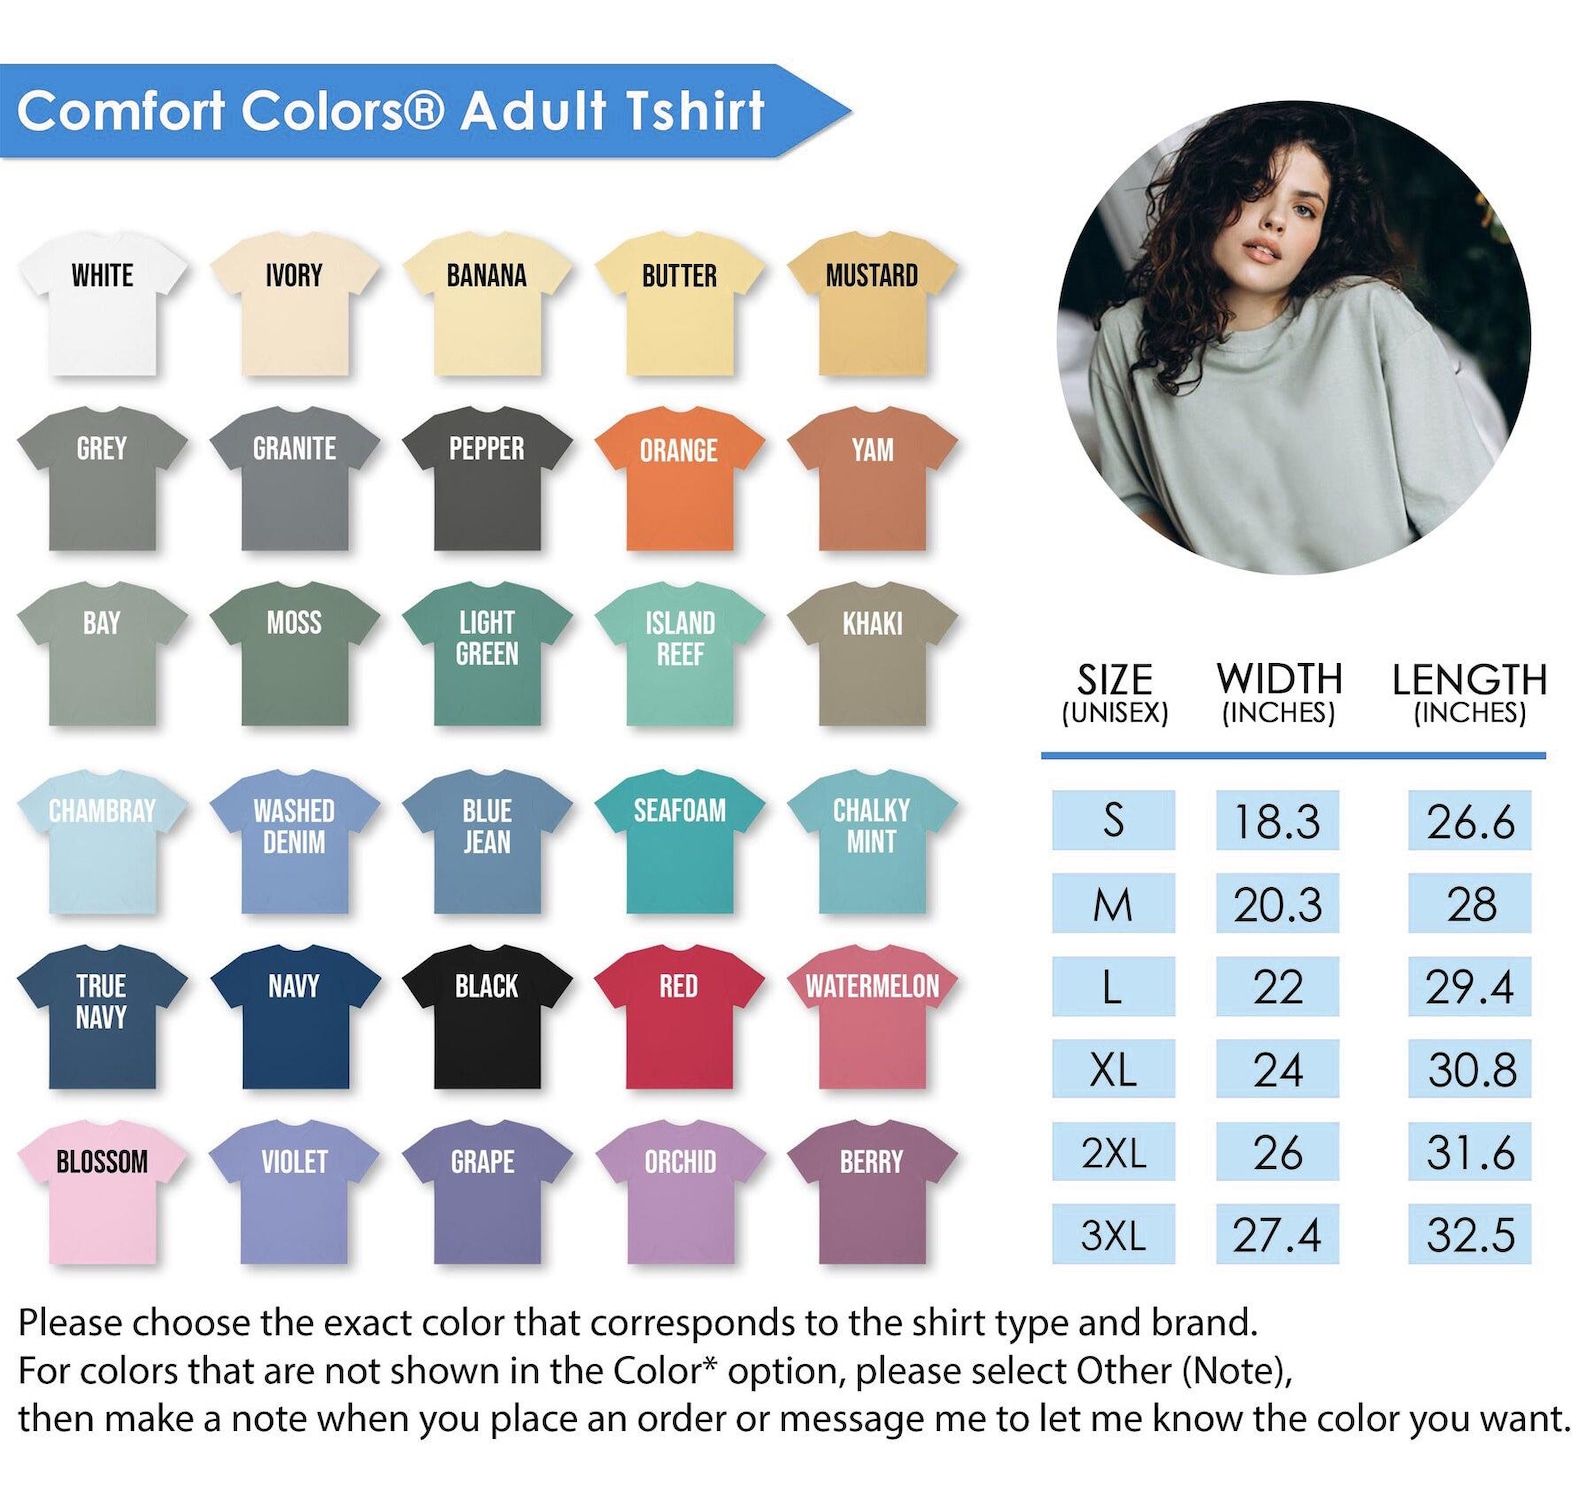 Comfort Colors® Adult Tshirt
WHITE
IVORY
BANANA
BUTTER
MUSTARD
GREY
GRANITE
PEPPER
ORANGE
YAM
BAY
MOSS
LIGHT
GREEN
ISLAND
REEF
KHAKI
CHAMBRAY
WASHED
DENIM
BLUE
JEAN
SEAFOAM
CHALKY
MINT
TRUE
NAVY
NAVY
BLACK
RED
WATERMELON
BLOSSOM
VIOLET
GRAPE
ORCHID
BERRY
SIZE WIDTH LENGTH
(UNISEX) (INCHES) (INCHES)
S 18.3 26.6
M 20.3 28
L 22 29.4
XL 24 30.8
2XL 26 31.6
3XL 27.4 32.5
Please choose the exact color that corresponds to the shirt type and brand.
For colors that are not shown in the Color* option, please select Other (Note),
then make a note when you place an order or message me to let me know the color you want.